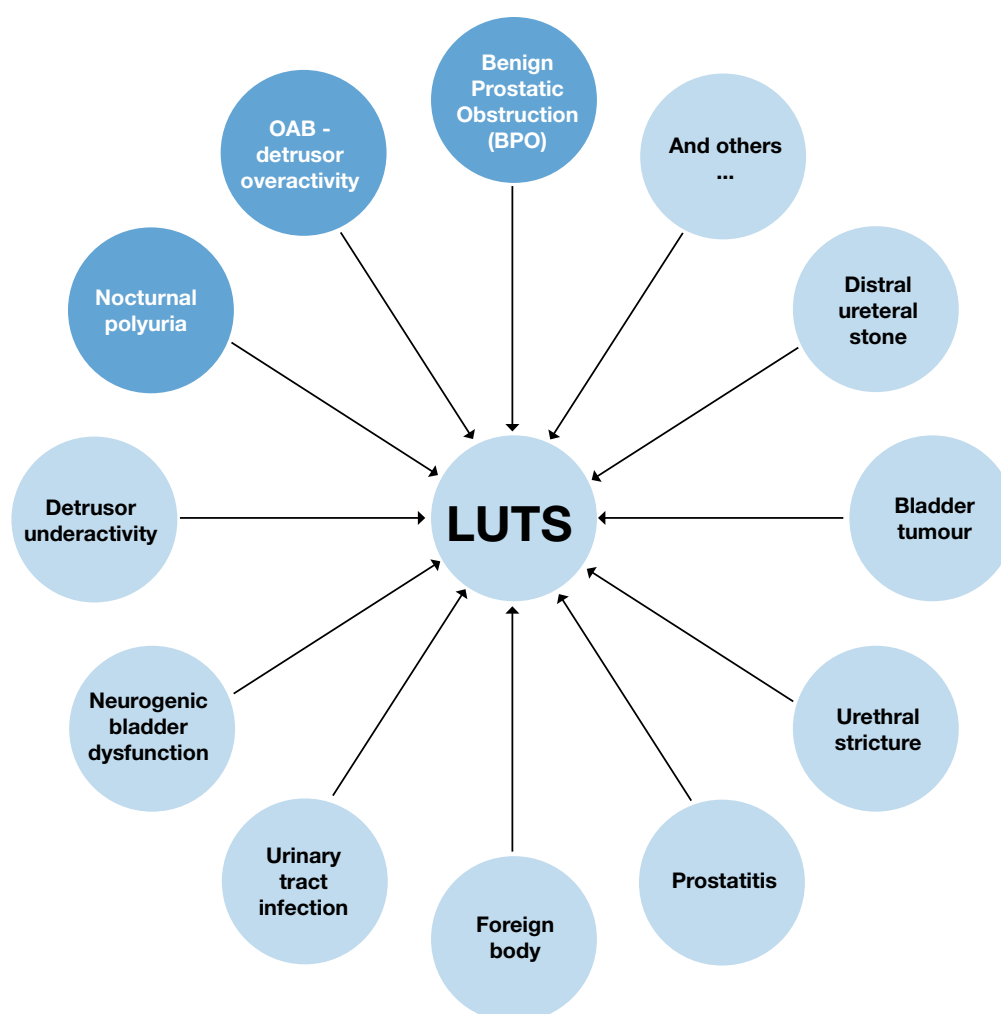 Benign
Prostatic
Obstruction
(BPO)
And others
...
Distral
ureteral
stone
Bladder
tumour
Urethral
stricture
Prostatitis
Foreign
body
Urinary
tract
infection
Neurogenic
bladder
dysfunction
Detrusor
underactivity
Nocturnal
polyuria
OAB -
detrusor
overactivity
LUTS